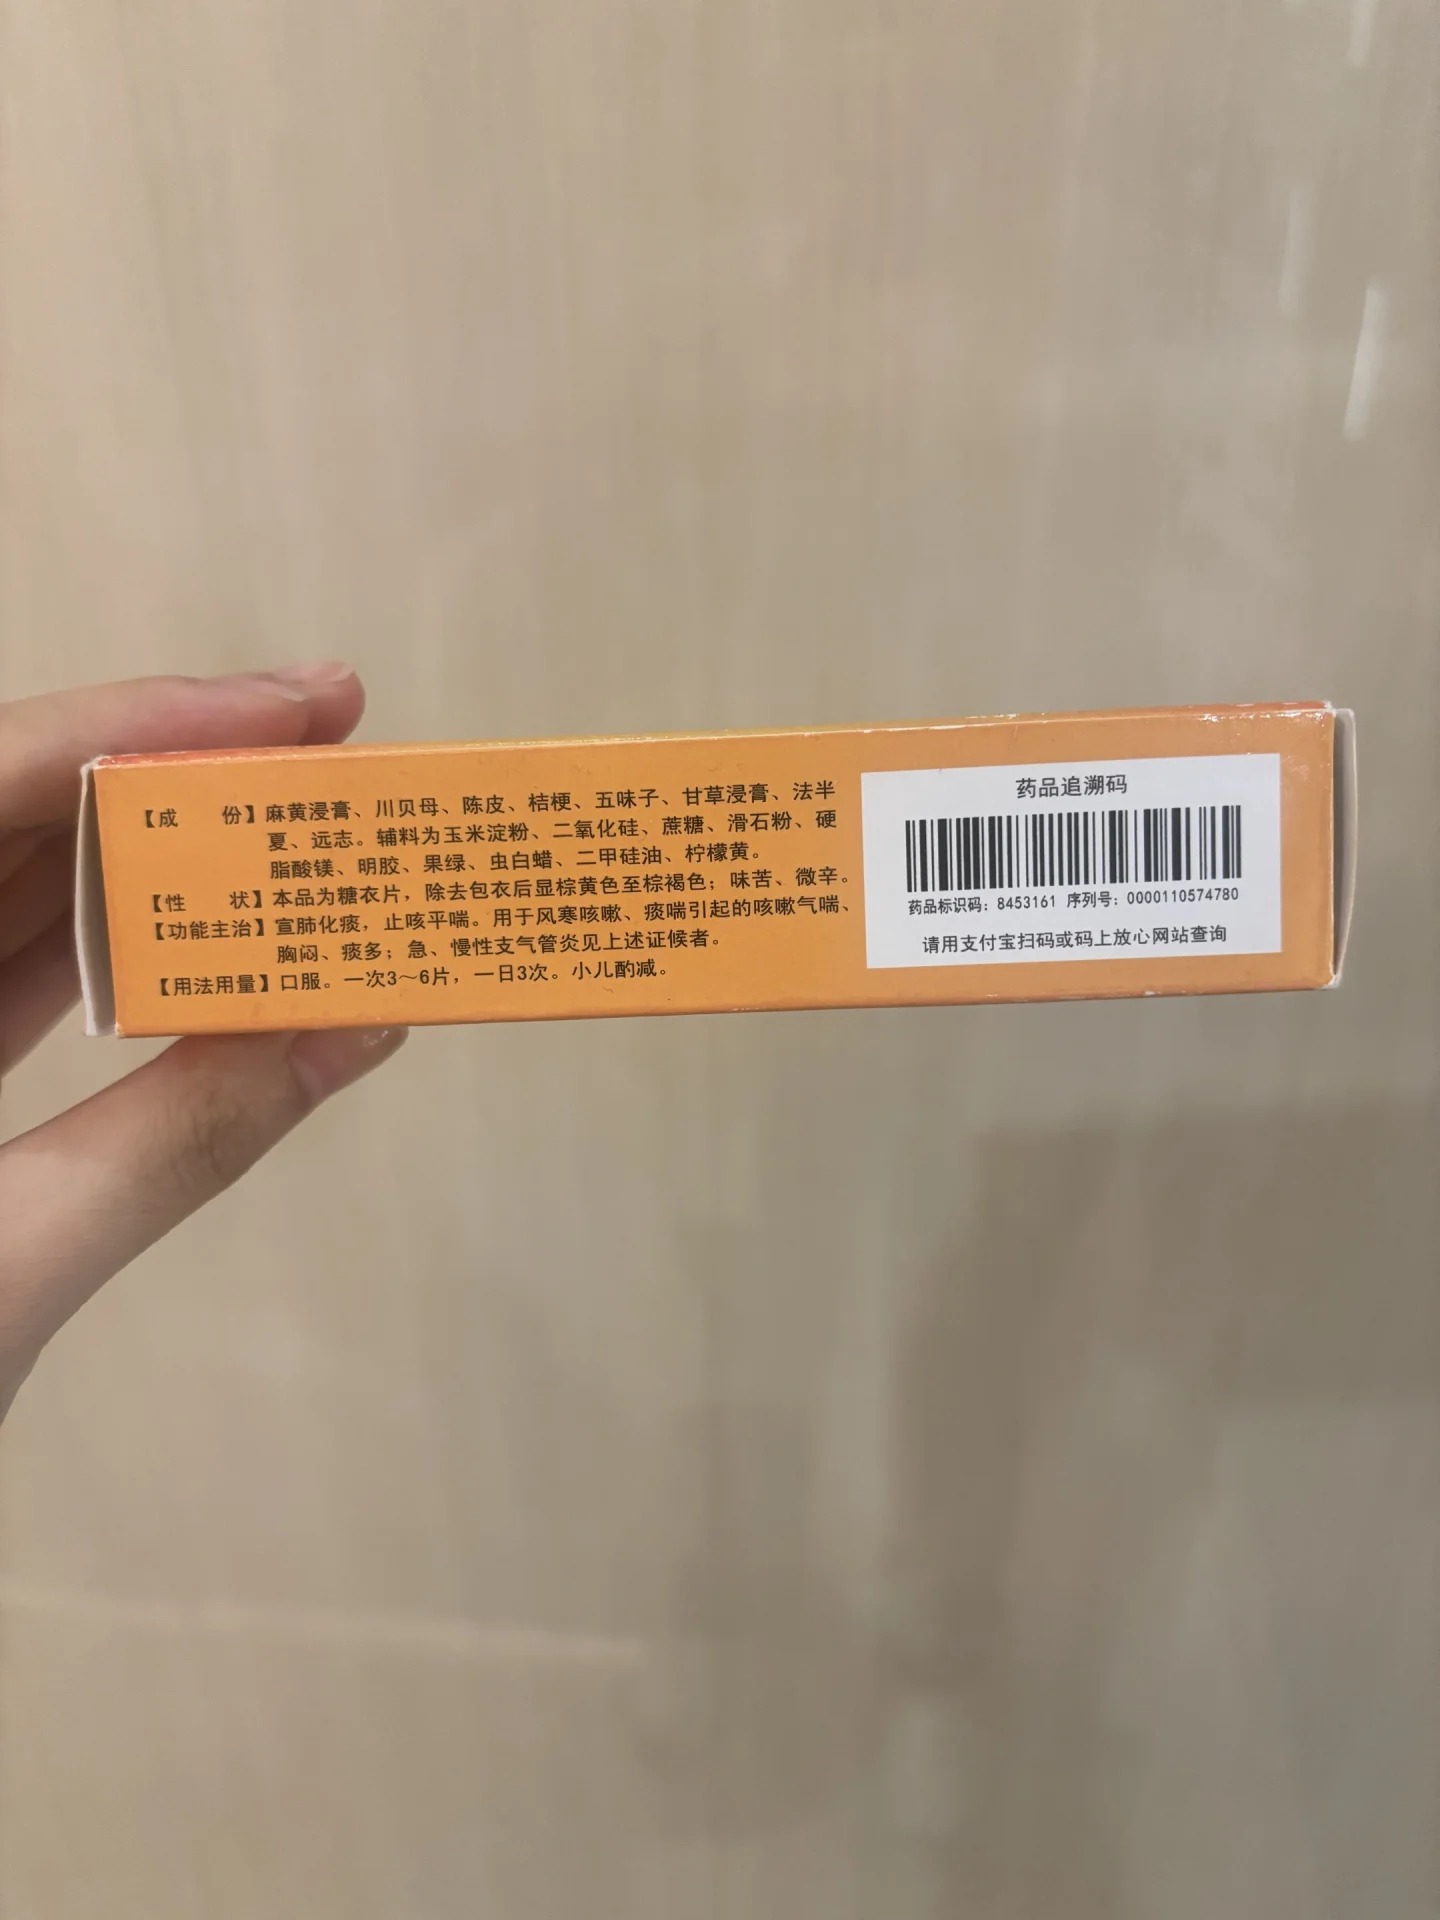 【成　　份】麻黄浸膏、川贝母、陈皮、桔梗、五味子、甘草浸膏、法半
夏、远志。辅料为玉米淀粉、二氧化硅、蔗糖、滑石粉、硬
脂酸镁、明胶、果绿、虫白蜡、二甲硅油、柠檬黄。
【性　　状】本品为糖衣片，除去包衣后显棕黄色至棕褐色；味苦、微辛。
【功能主治】宣肺化痰，止咳平喘。用于风寒咳嗽、痰喘引起的咳嗽气喘、
胸闷、痰多；急、慢性支气管炎见上述证候者。
【用法用量】口服。一次3～6片，一日3次。小儿酌减。
药品追溯码
药品标识码：8453161 序列号：0000110574780
请用支付宝扫码或码上放心网站查询